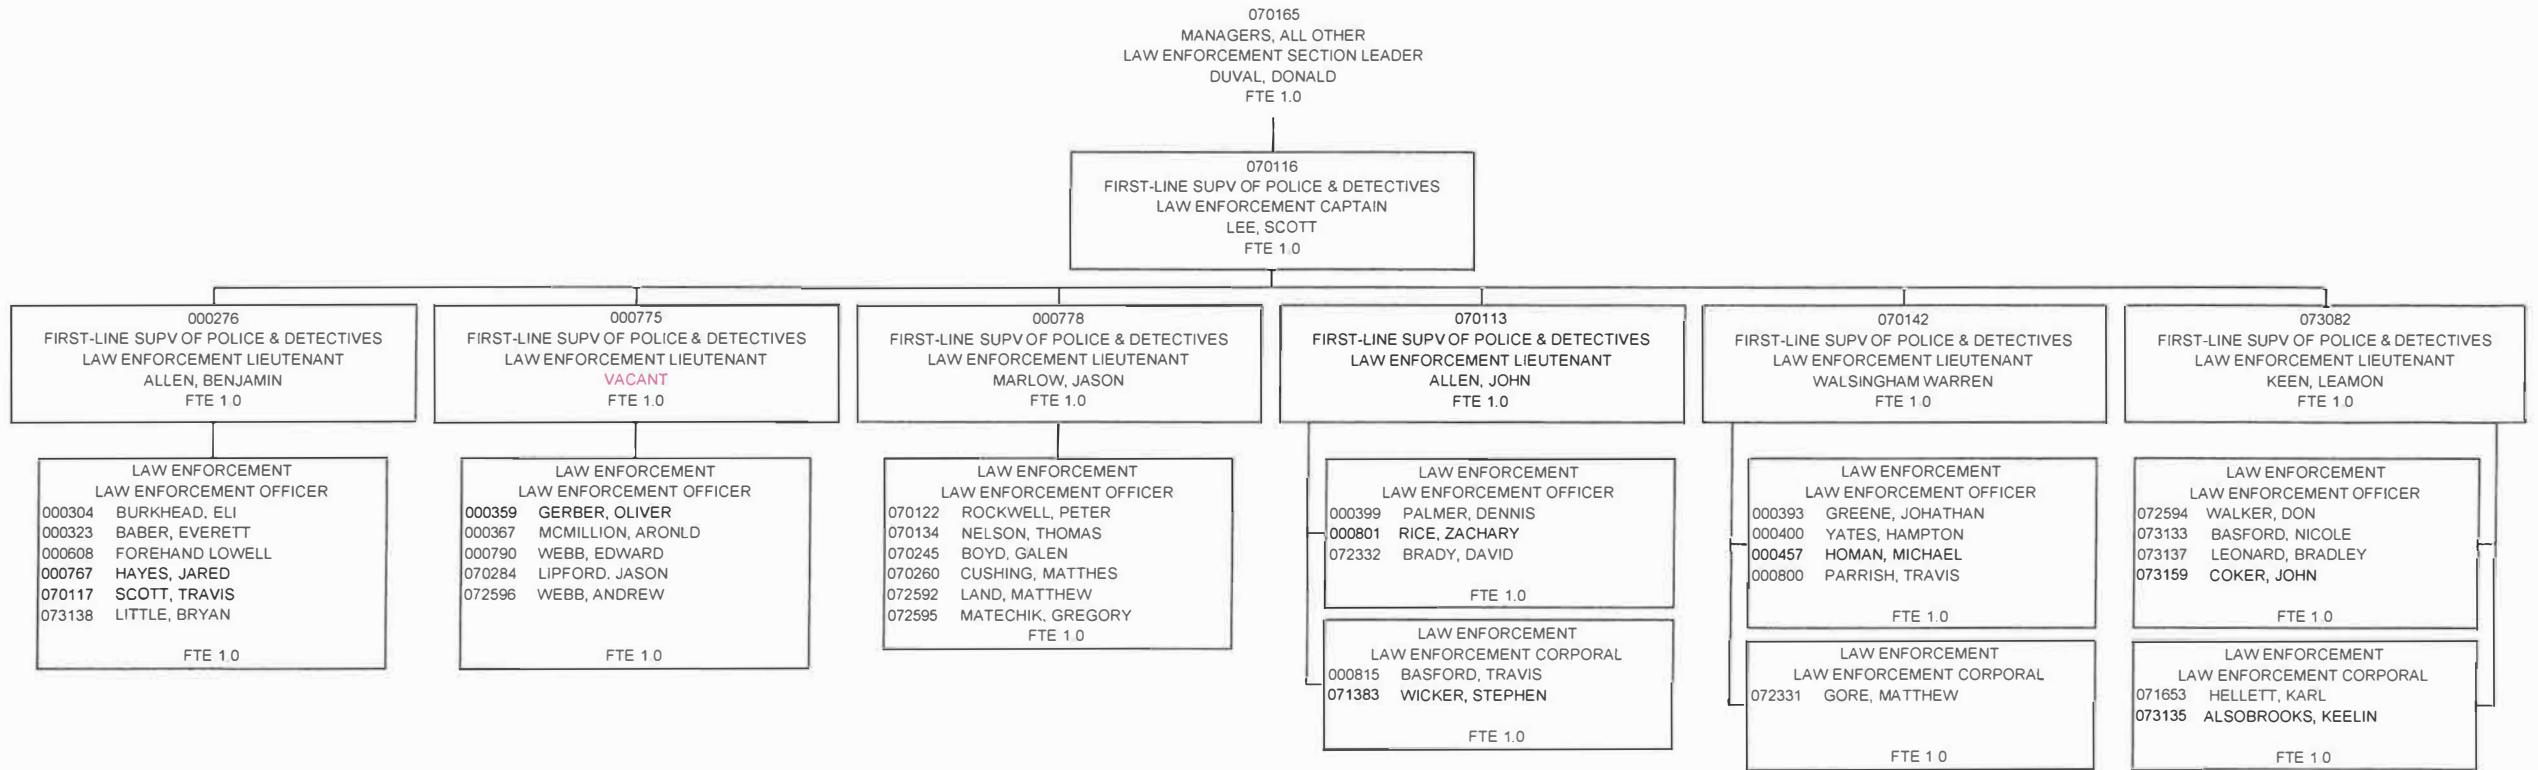 070165
MANAGERS, ALL OTHER
LAW ENFORCEMENT SECTION LEADER
DUVAL, DONALD
FTE 1.0
070116
FIRST-LINE SUPV OF POLICE & DETECTIVES
LAW ENFORCEMENT CAPTAIN
LEE, SCOTT
FTE 1.0
000276
FIRST-LINE SUPV OF POLICE & DETECTIVES
LAW ENFORCEMENT LIEUTENANT
ALLEN, BENJAMIN
FTE 1.0
000775
FIRST-LINE SUPV OF POLICE & DETECTIVES
LAW ENFORCEMENT LIEUTENANT
VACANT
FTE 1.0
000778
FIRST-LINE SUPV OF POLICE & DETECTIVES
LAW ENFORCEMENT LIEUTENANT
MARLOW, JASON
FTE 1.0
070113
FIRST-LINE SUPV OF POLICE & DETECTIVES
LAW ENFORCEMENT LIEUTENANT
ALLEN, JOHN
FTE 1.0
070142
FIRST-LINE SUPV OF POLICE & DETECTIVES
LAW ENFORCEMENT LIEUTENANT
WALSINGHAM WARREN
FTE 1.0
073082
FIRST-LINE SUPV OF POLICE & DETECTIVES
LAW ENFORCEMENT LIEUTENANT
KEEN, LEAMON
FTE 1.0
LAW ENFORCEMENT
LAW ENFORCEMENT OFFICER
000304 BURKHEAD, ELI
000323 BABER, EVERETT
000608 FOREHAND LOWELL
000767 HAYES, JARED
070117 SCOTT, TRAVIS
073138 LITTLE, BRYAN
FTE 1.0
LAW ENFORCEMENT
LAW ENFORCEMENT OFFICER
000359 GERBER, OLIVER
000367 MCMILLION, ARONLD
000790 WEBB, EDWARD
070284 LIPFORD, JASON
072596 WEBB, ANDREW
FTE 1.0
LAW ENFORCEMENT
LAW ENFORCEMENT OFFICER
070122 ROCKWELL, PETER
070134 NELSON, THOMAS
070245 BOYD, GALEN
070260 CUSHING, MATTHES
072592 LAND, MATTHEW
072595 MATECHIK, GREGORY
FTE 1.0
LAW ENFORCEMENT
LAW ENFORCEMENT OFFICER
000399 PALMER, DENNIS
000801 RICE, ZACHARY
072332 BRADY, DAVID
FTE 1.0
LAW ENFORCEMENT
LAW ENFORCEMENT CORPORAL
000815 BASFORD, TRAVIS
071383 WICKER, STEPHEN
FTE 1.0
LAW ENFORCEMENT
LAW ENFORCEMENT OFFICER
000393 GREENE, JOHATHAN
000400 YATES, HAMPTON
000457 HOMAN, MICHAEL
000800 PARRISH, TRAVIS
FTE 1.0
LAW ENFORCEMENT
LAW ENFORCEMENT CORPORAL
072331 GORE, MATTHEW
FTE 1.0
LAW ENFORCEMENT
LAW ENFORCEMENT OFFICER
072594 WALKER, DON
073133 BASFORD, NICOLE
073137 LEONARD, BRADLEY
073159 COKER, JOHN
FTE 1.0
LAW ENFORCEMENT
LAW ENFORCEMENT CORPORAL
071653 HELLETT, KARL
073135 ALSOBROOKS, KEELIN
FTE 1.0